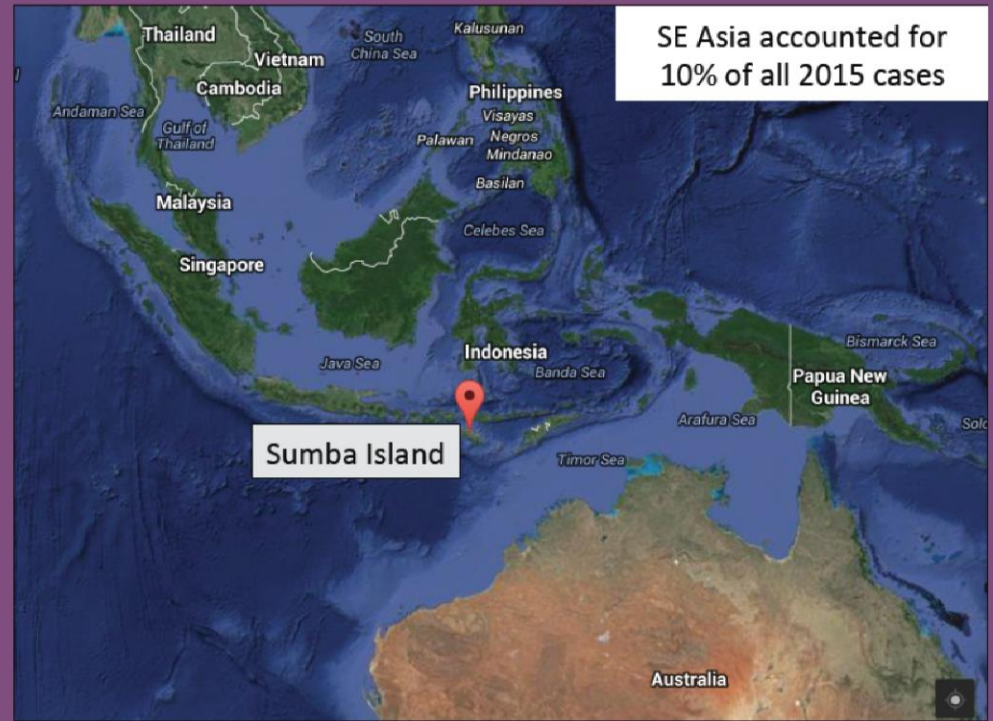 SE Asia accounted for
10% of all 2015 cases
Thailand
South
China Sea
Kalusunan
Vietnam
Cambodia
Andaman Sea
Gulf of
Thailand
Philippines
Visayas
Palawan
Negros
Mindanao
Basilan
Malaysia
Celebes Sea
Singapore
Java Sea
Indonesia
Banda Sea
Bismarck Sea
Papua New
Guinea
Arafura Sea
Solo
Sumba Island
Timor Sea
Australia